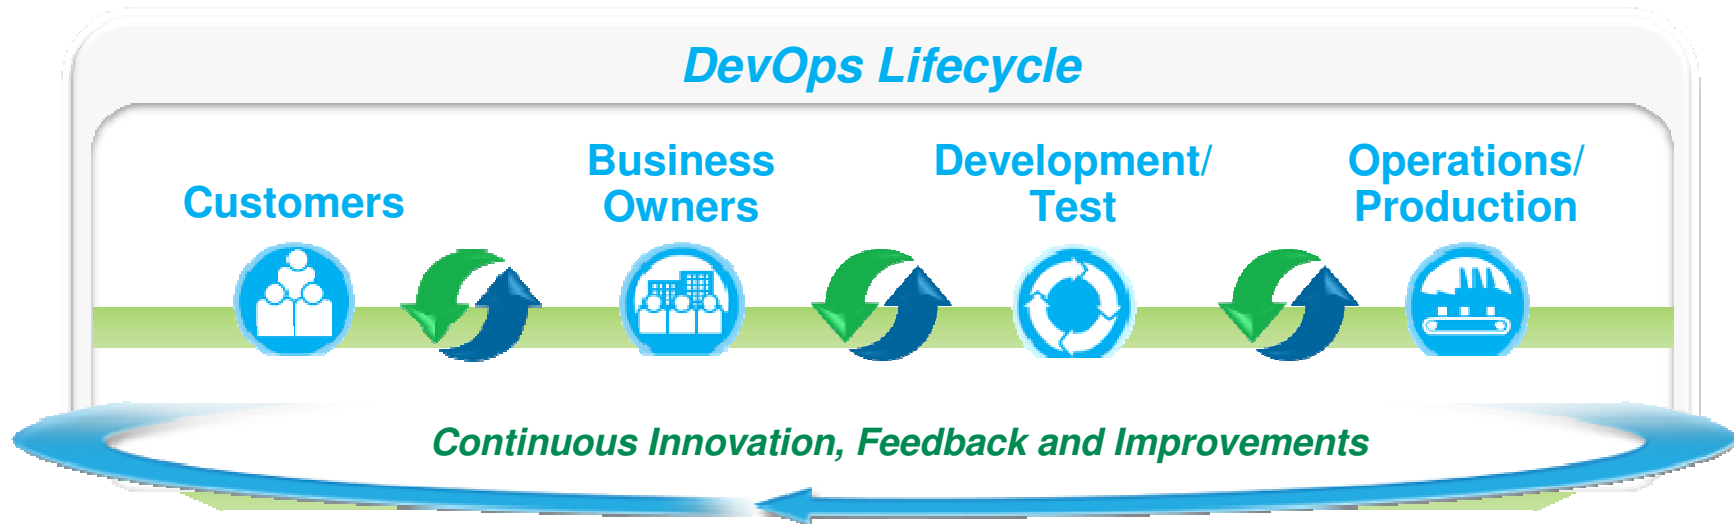 DevOps Lifecycle
Customers
Business
Owners
Development/
Test
Operations/
Production
Continuous Innovation, Feedback and Improvements